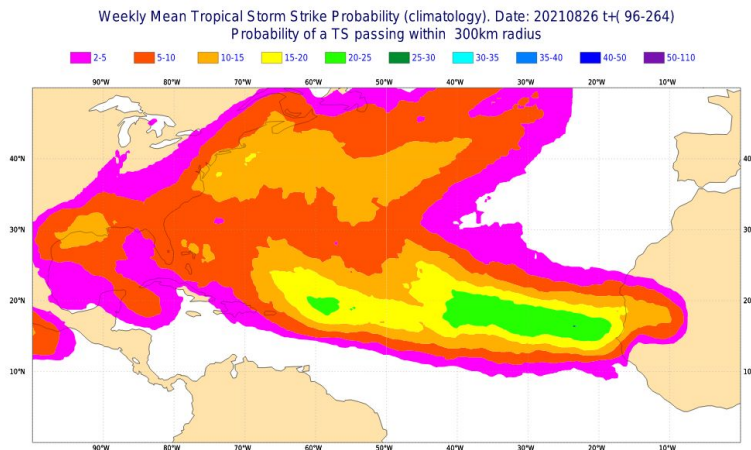 Weekly Mean Tropical Storm Strike Probability (climatology). Date: 20210826 t+( 96-264)
Probability of a TS passing within 300km radius
2-5 5-10 10-15 15-20 20-25 25-30 30-35 35-40 40-50 50-110
90°W 80°W 70°W 60°W 50°W 40°W 30°W 20°W 10°W
40°N 40
30°N 30
20°N 20
10°N 10
90°W 80°W 70°W 60°W 50°W 40°W 30°W 20°W 10°W